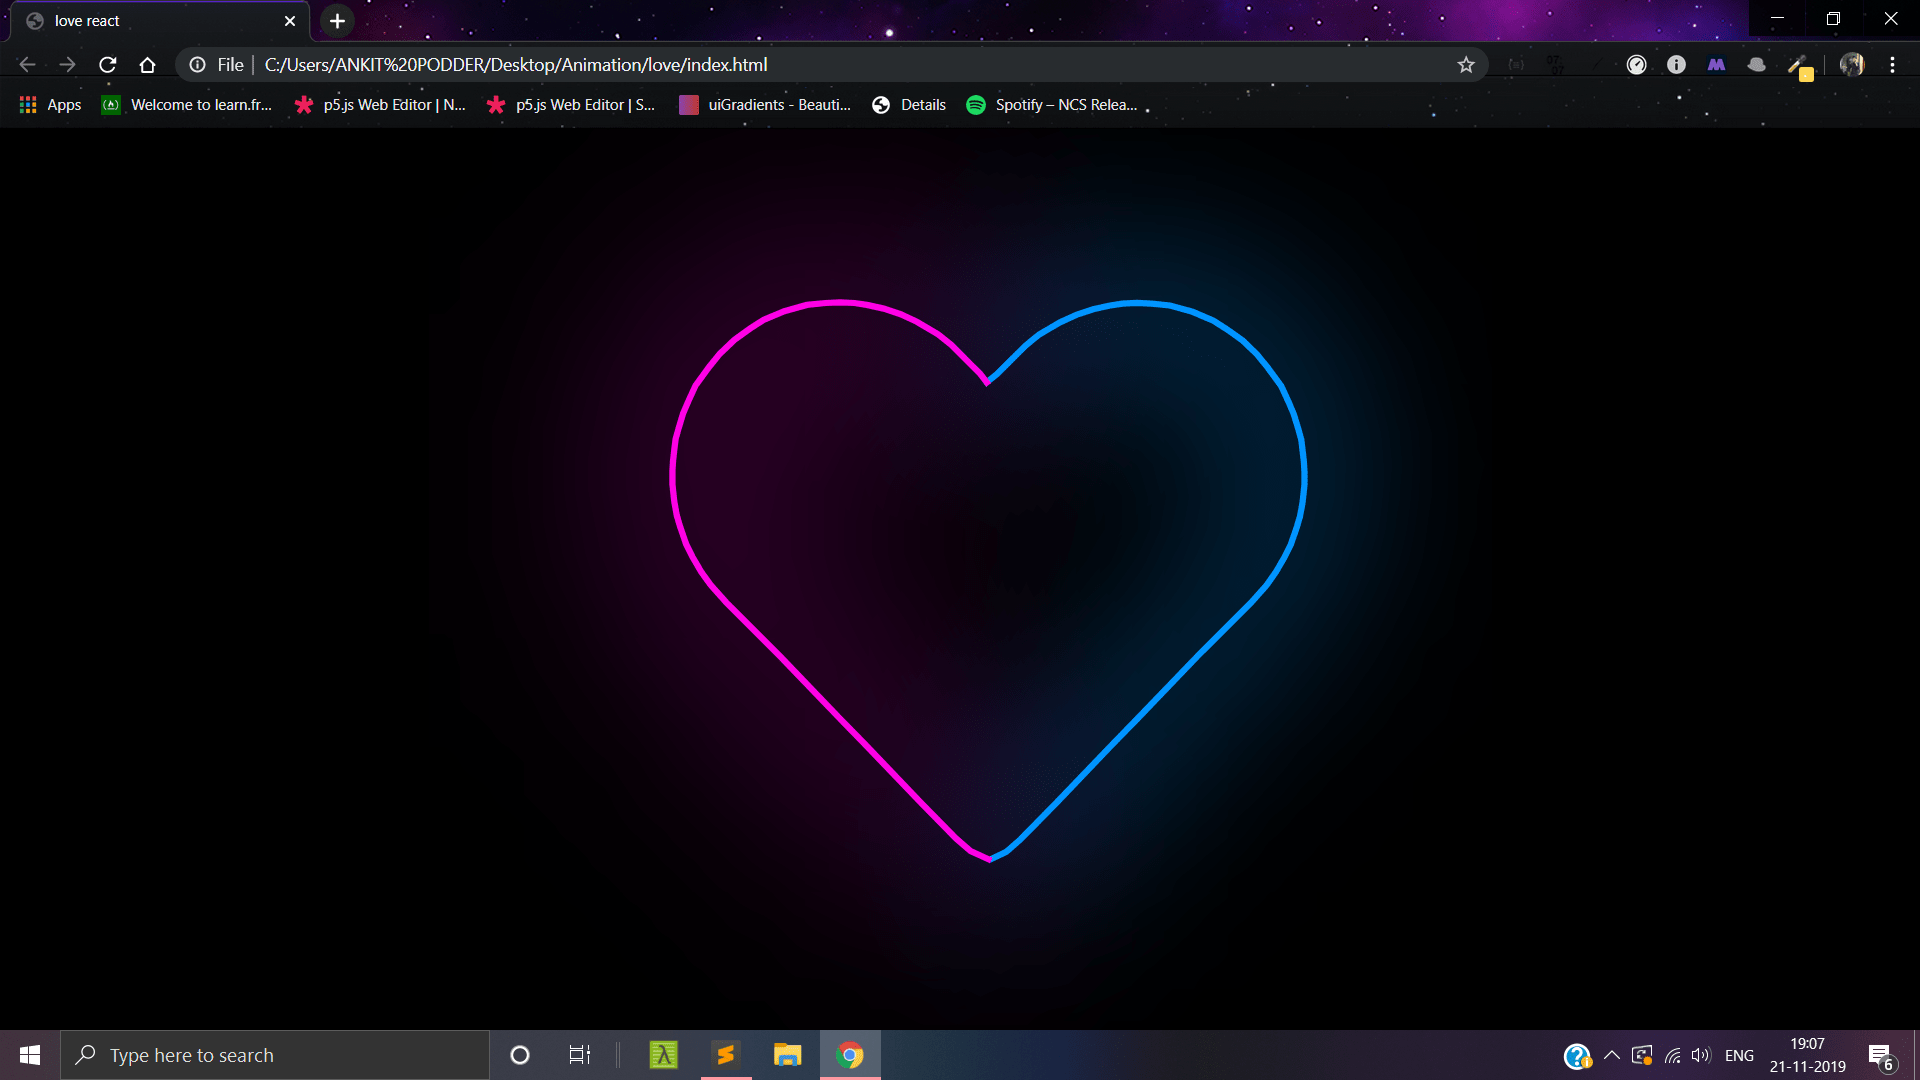 love react
File | C:/Users/ANKIT%20PODDER/Desktop/Animation/love/index.html
Apps Welcome to learn.fr... p5.js Web Editor | N... p5.js Web Editor | S... uiGradients - Beauti... Details Spotify – NCS Relea...
Type here to search
ENG
19:07
21-11-2019
6